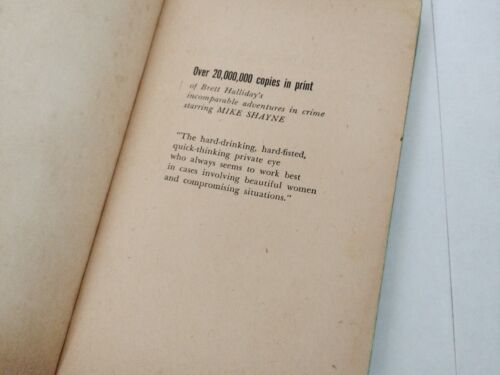 Over 20,000,000 copies in print
of Brett Halliday's
incomparable adventures in crime
starring MIKE SHAYNE
"The hard-drinking, hard-fisted,
quick-thinking private eye
who always seems to work best
in cases involving beautiful women
and compromising situations."